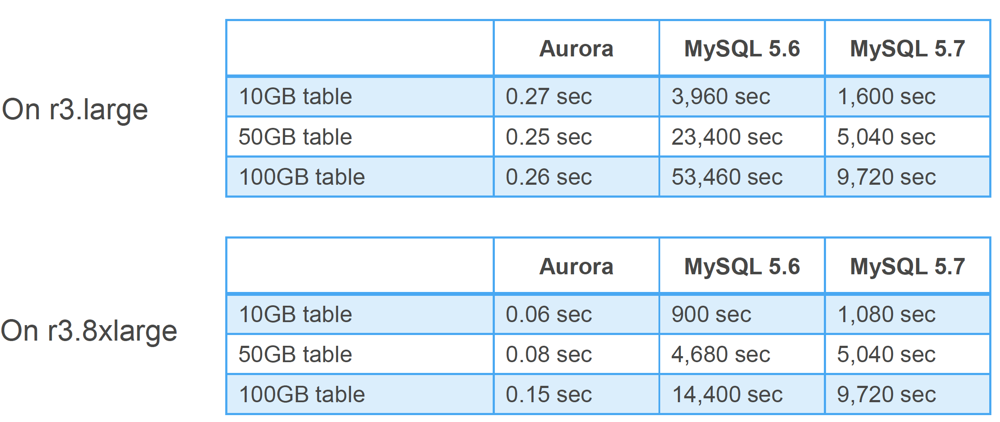 On r3.large
Aurora MySQL 5.6 MySQL 5.7
10GB table 0.27 sec 3,960 sec 1,600 sec
50GB table 0.25 sec 23,400 sec 5,040 sec
100GB table 0.26 sec 53,460 sec 9,720 sec
On r3.8xlarge
Aurora MySQL 5.6 MySQL 5.7
10GB table 0.06 sec 900 sec 1,080 sec
50GB table 0.08 sec 4,680 sec 5,040 sec
100GB table 0.15 sec 14,400 sec 9,720 sec